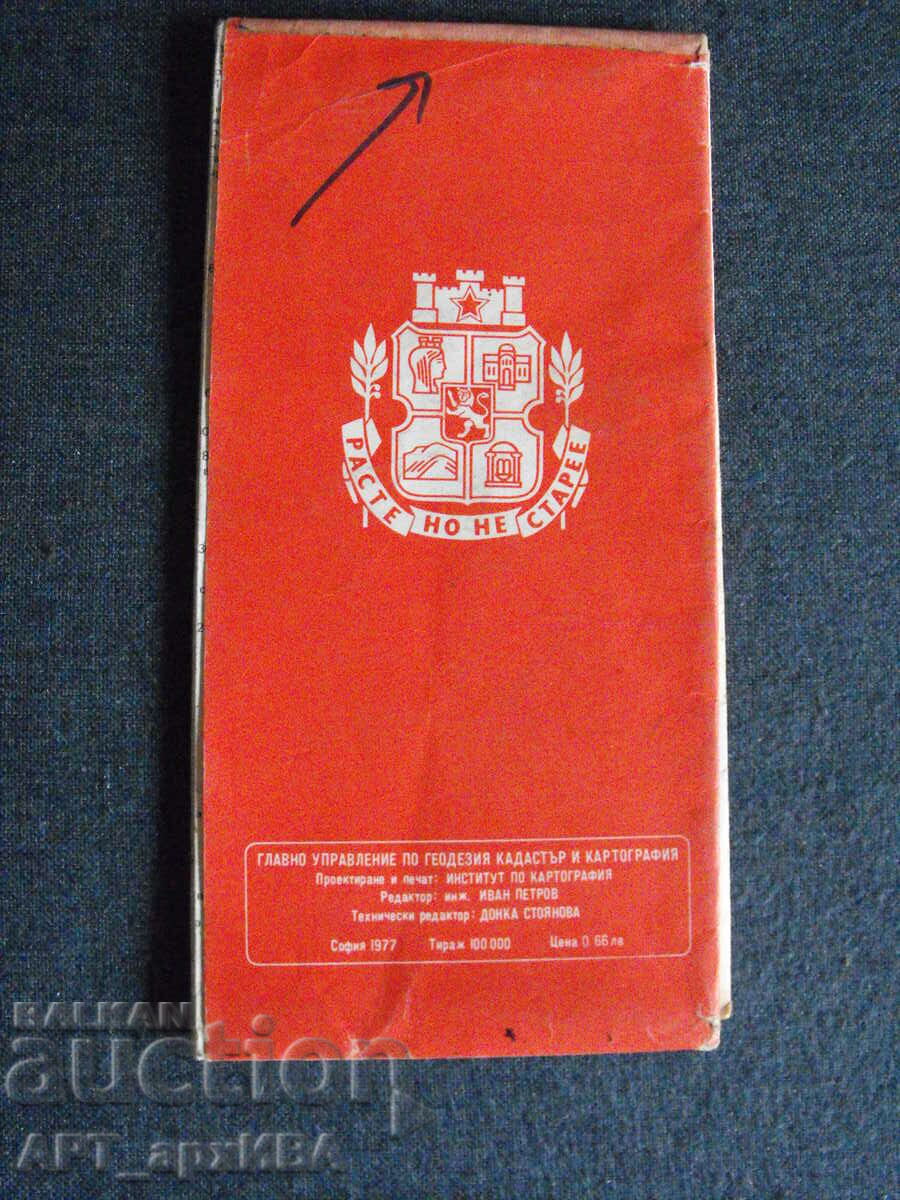 РАСТЕ НО НЕ СТАРЕЕ
ГЛАВНО УПРАВЛЕНИЕ ПО ГЕОДЕЗИЯ КАДАСТЪР И КАРТОГРАФИЯ
Проектиране и печат: ИНСТИТУТ ПО КАРТОГРАФИЯ
Редактор: инж. ИВАН ПЕТРОВ
Технически редактор: ДОНКА СТОЯНОВА
София 1977 Тираж 100 000 Цена 0.66 лв
BALKAN
auction
АРТ_архИВА